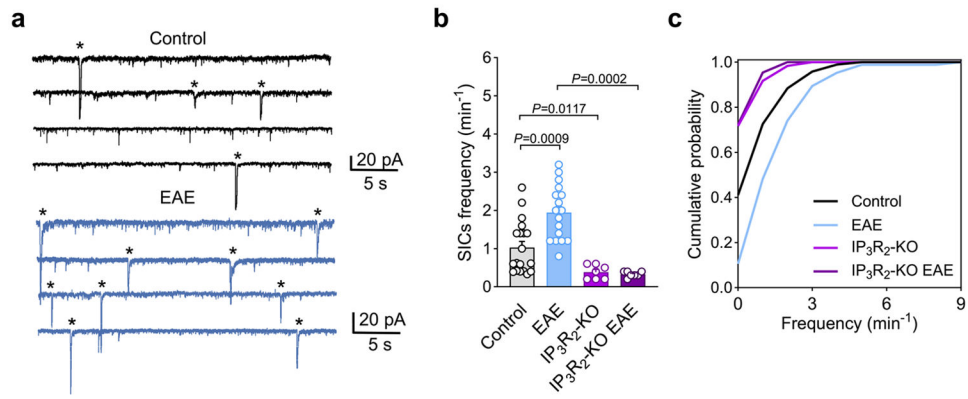 a
Control
*
* *
*
20 pA
5 s
EAE
* *
* *
* * *
* *
20 pA
5 s
b
SICs frequency (min⁻¹)
6
5
4
3
2
1
0
P=0.0002
P=0.0117
P=0.0009
Control
EAE
IP₃R₂-KO
IP₃R₂-KO EAE
c
Cumulative probability
1.0
0.8
0.6
0.4
0.2
0.0
Control
EAE
IP₃R₂-KO
IP₃R₂-KO EAE
0 3 6 9
Frequency (min⁻¹)